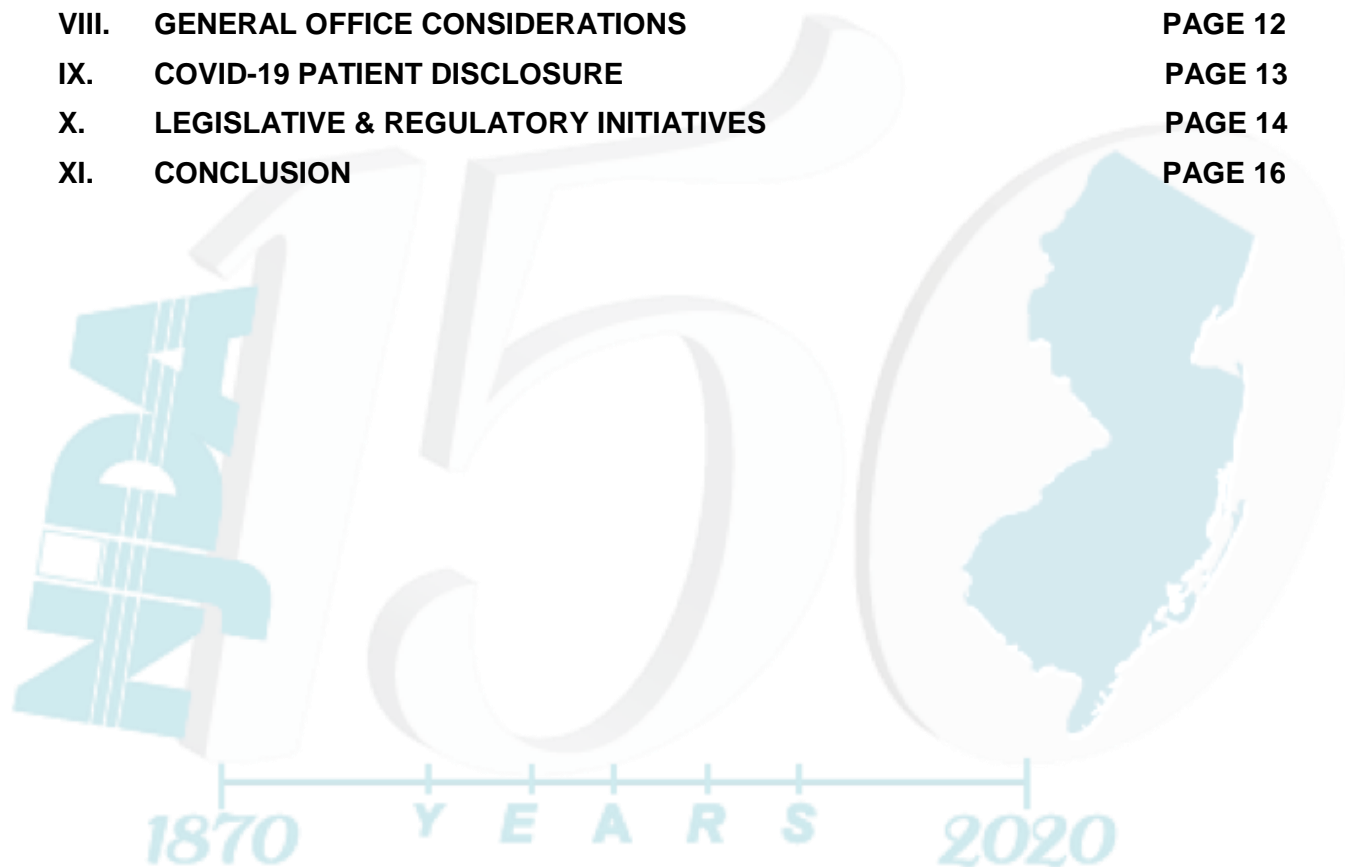 VIII. GENERAL OFFICE CONSIDERATIONS PAGE 12
IX. COVID-19 PATIENT DISCLOSURE PAGE 13
X. LEGISLATIVE & REGULATORY INITIATIVES PAGE 14
XI. CONCLUSION PAGE 16
NJDA
150
YEARS
1870 2020